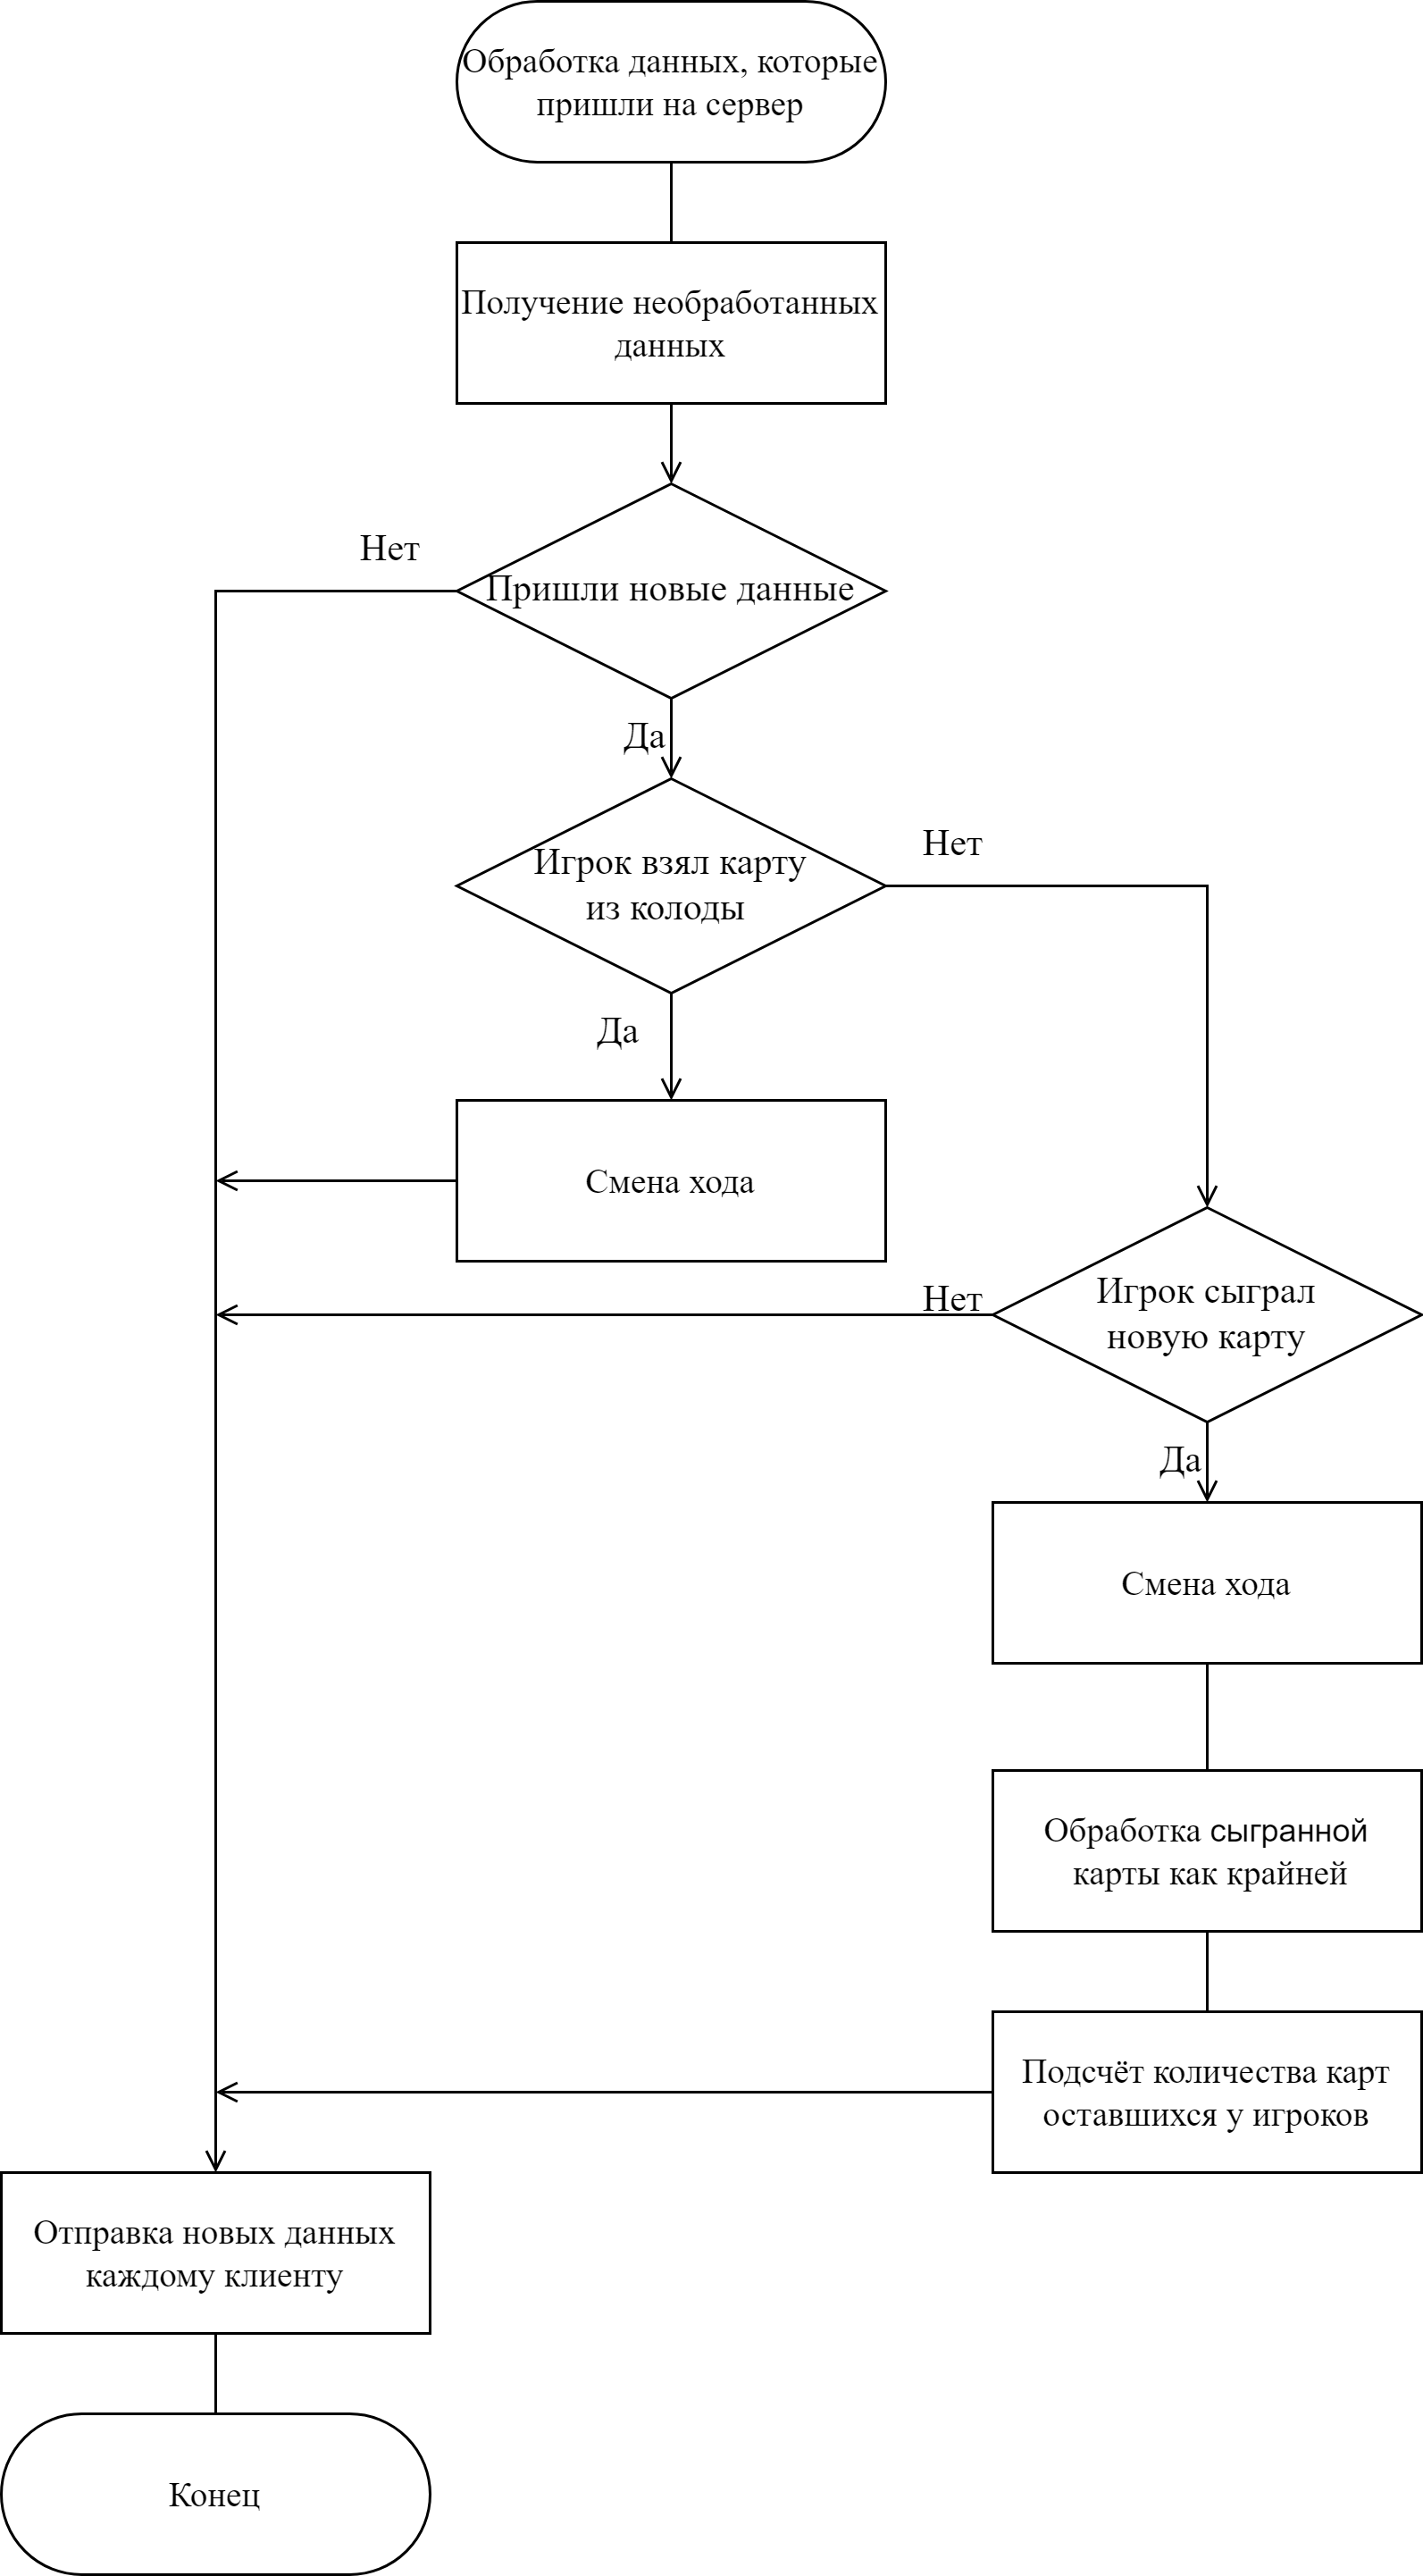 Обработка данных, которые
пришли на сервер
Получение необработанных
данных
Нет
Пришли новые данные
Да
Игрок взял карту
из колоды
Нет
Да
Смена хода
Нет
Игрок сыграл
новую карту
Да
Смена хода
Обработка сыгранной
карты как крайней
Подсчёт количества карт
оставшихся у игроков
Отправка новых данных
каждому клиенту
Конец